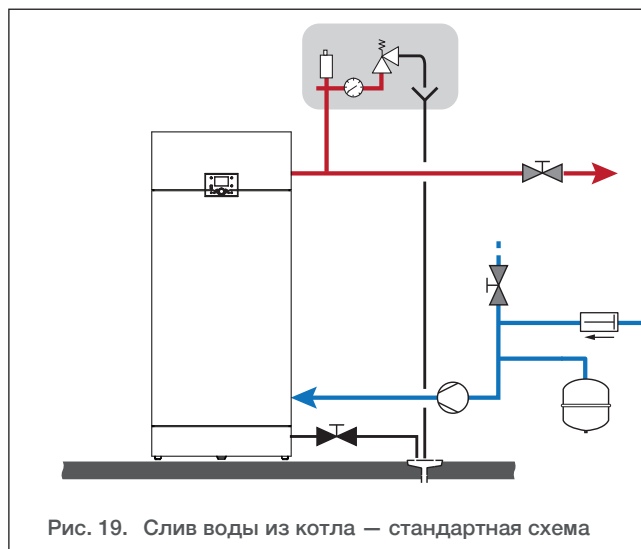 Рис. 19. Слив воды из котла — стандартная схема